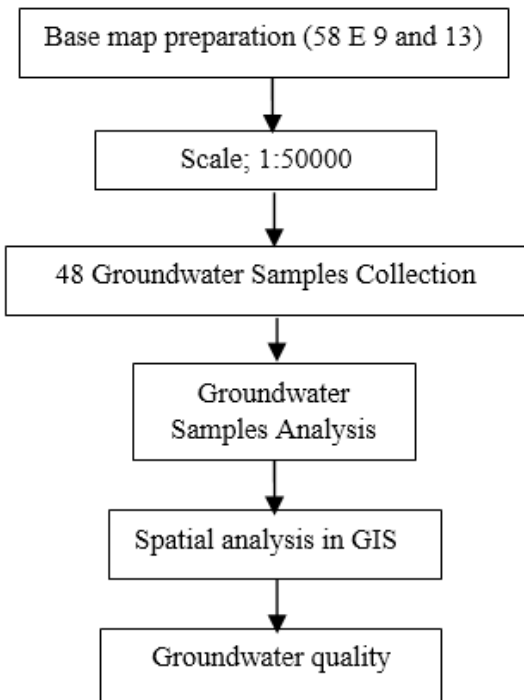 Base map preparation (58 E 9 and 13)
Scale; 1:50000
48 Groundwater Samples Collection
Groundwater
Samples Analysis
Spatial analysis in GIS
Groundwater quality